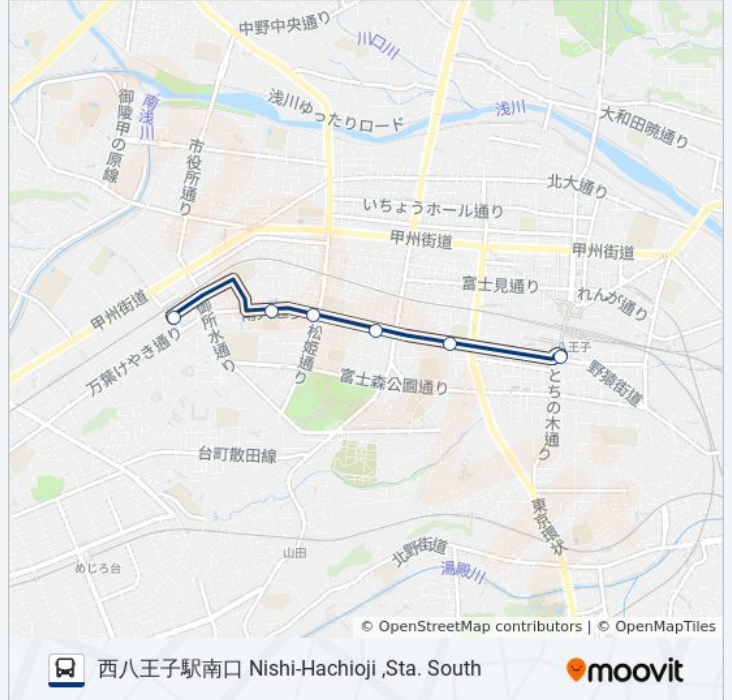 中野中央通り
川口川
御陵甲の原線
南浅川
浅川ゆったりロード
浅川
大和田暁通り
市役所通り
北大通り
いちょうホール通り
甲州街道
甲州街道
富士見通り
れんが通り
甲州街道
御所水通り
松姫通り
万葉けやき通り
王子
野猿街道
富士森公園通り
とちの木通り
台町散田線
東京環状
山田
北野街道
めじろ台
湯殿川
© OpenStreetMap contributors | © OpenMapTiles
西八王子駅南口 Nishi-Hachioji ,Sta. South
moovit